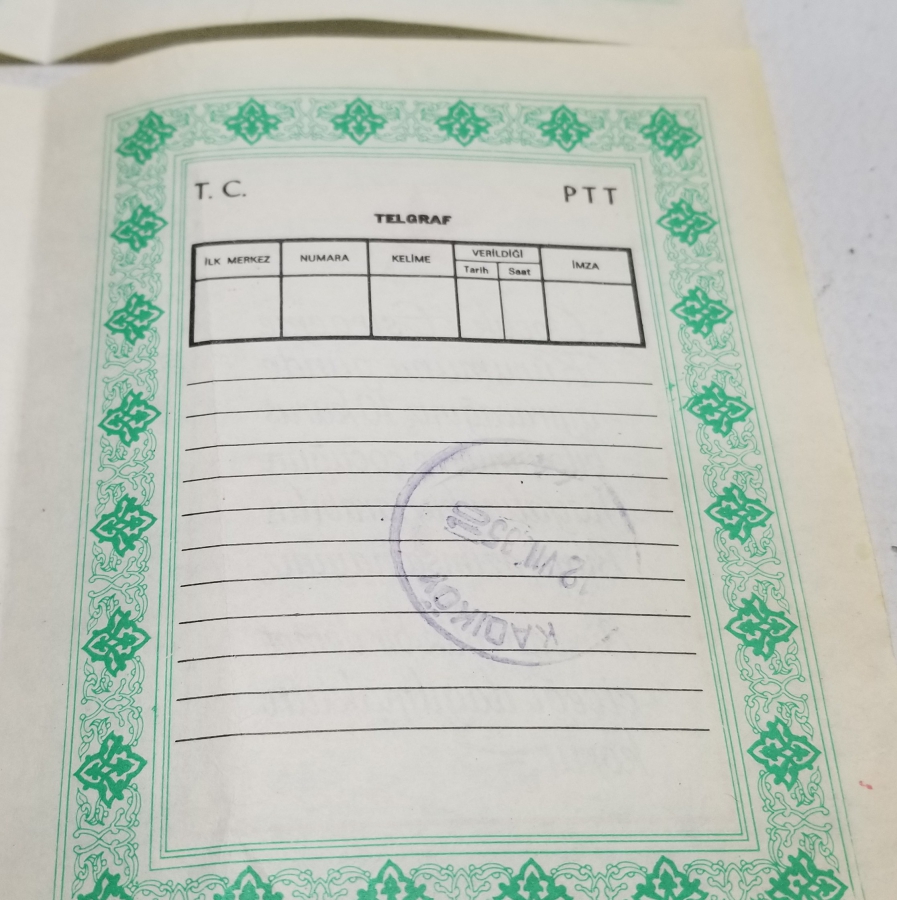 T. C. PTT
TELGRAF
İLK MERKEZ NUMARA KELİME VERİLDİĞİ İMZA
Tarih Saat
KADIKÖY